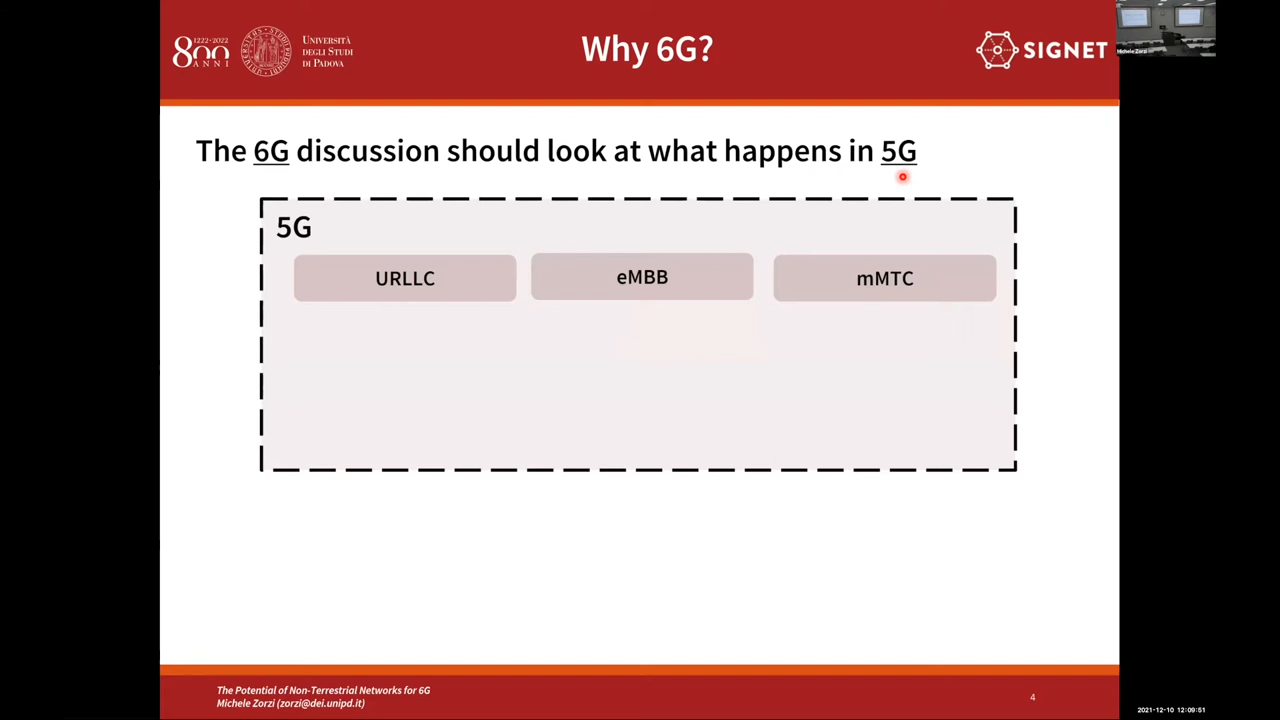 1222·2022
800
ANNI
UNIVERSITÀ
DEGLI STUDI
DI PADOVA
Why 6G?
SIGNET
Michele Zorzi
The 6G discussion should look at what happens in 5G
5G
URLLC
eMBB
mMTC
The Potential of Non-Terrestrial Networks for 6G
Michele Zorzi (zorzi@dei.unipd.it)
4
2021-12-10 12:09:51